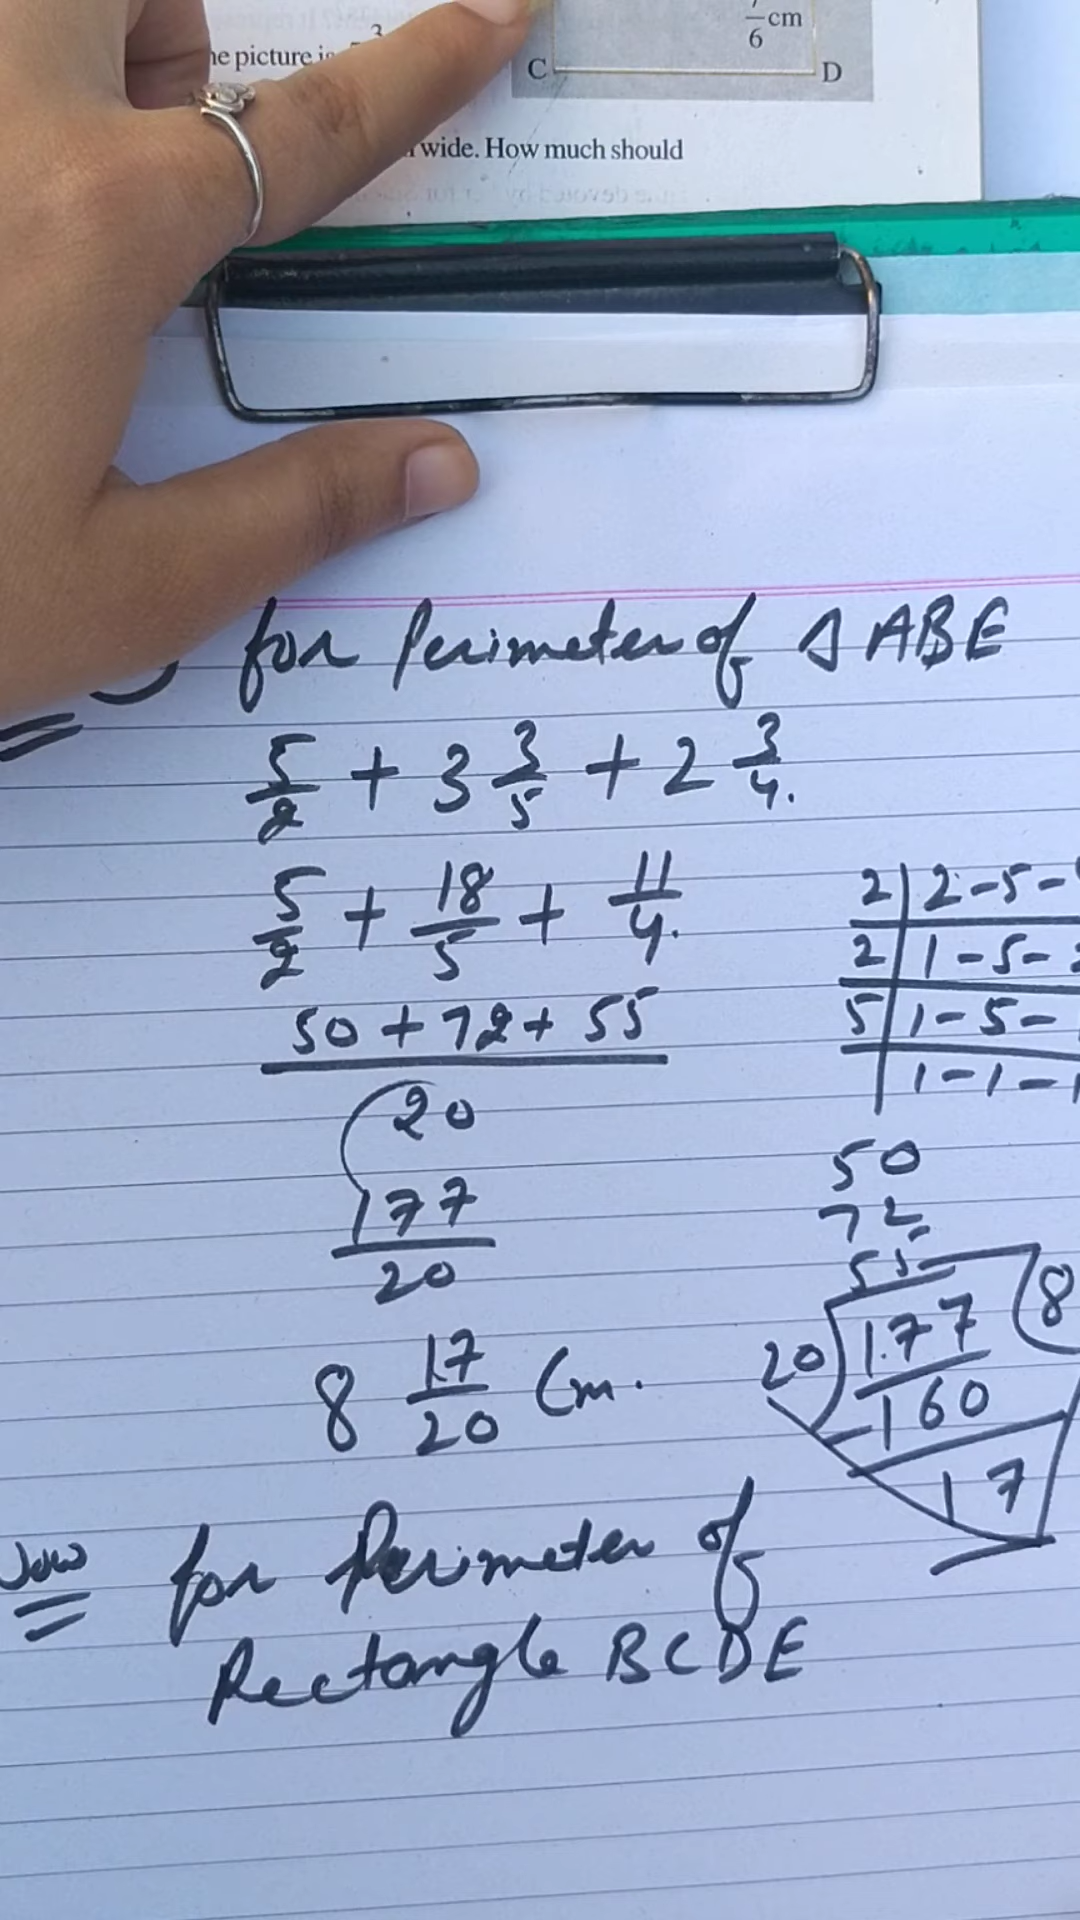 cm
6
he picture is
3
C
D
wide. How much should
for Perimeter of Δ ABE
5/2 + 3 3/5 + 2 3/4.
5/2 + 18/5 + 11/4.
2 | 2 - 5 -
2 | 1 - 5 -
5 | 1 - 5 -
1 - 1 - 1
50 + 72 + 55
20
177
20
50
72
55
20 177 8
160
17
8 17/20 Cm.
Now for Perimeter of
Rectangle BCDE